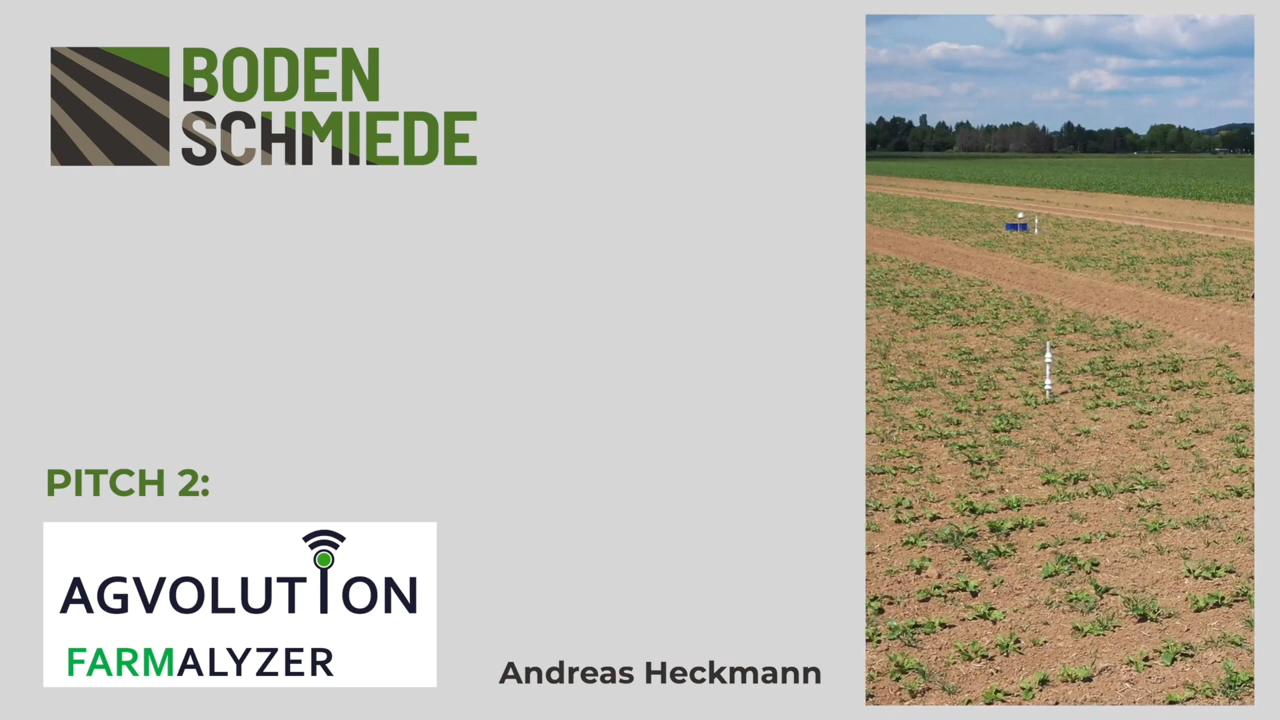 BODEN
SCHMIEDE
PITCH 2:
AGVOLUTION
FARMALYZER
Andreas Heckmann